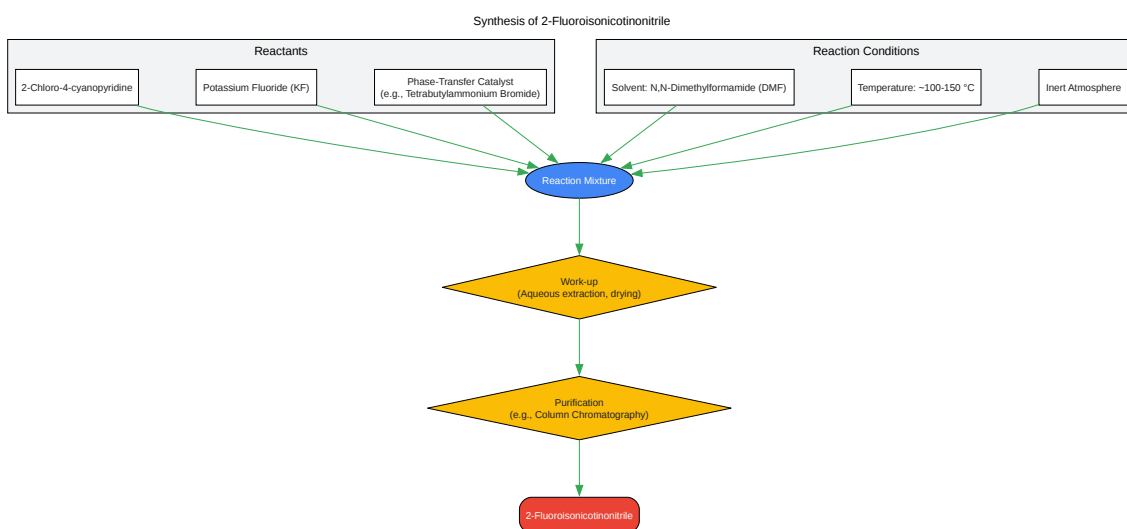 Synthesis of 2-Fluoroisonicotinonitrile
Reactants
Reaction Conditions
2-Chloro-4-cyanopyridine
Potassium Fluoride (KF)
Phase-Transfer Catalyst
(e.g., Tetrabutylammonium Bromide)
Solvent: N,N-Dimethylformamide (DMF)
Temperature: ~100-150 °C
Inert Atmosphere
Reaction Mixture
Work-up
(Aqueous extraction, drying)
Purification
(e.g., Column Chromatography)
2-Fluoroisonicotinonitrile